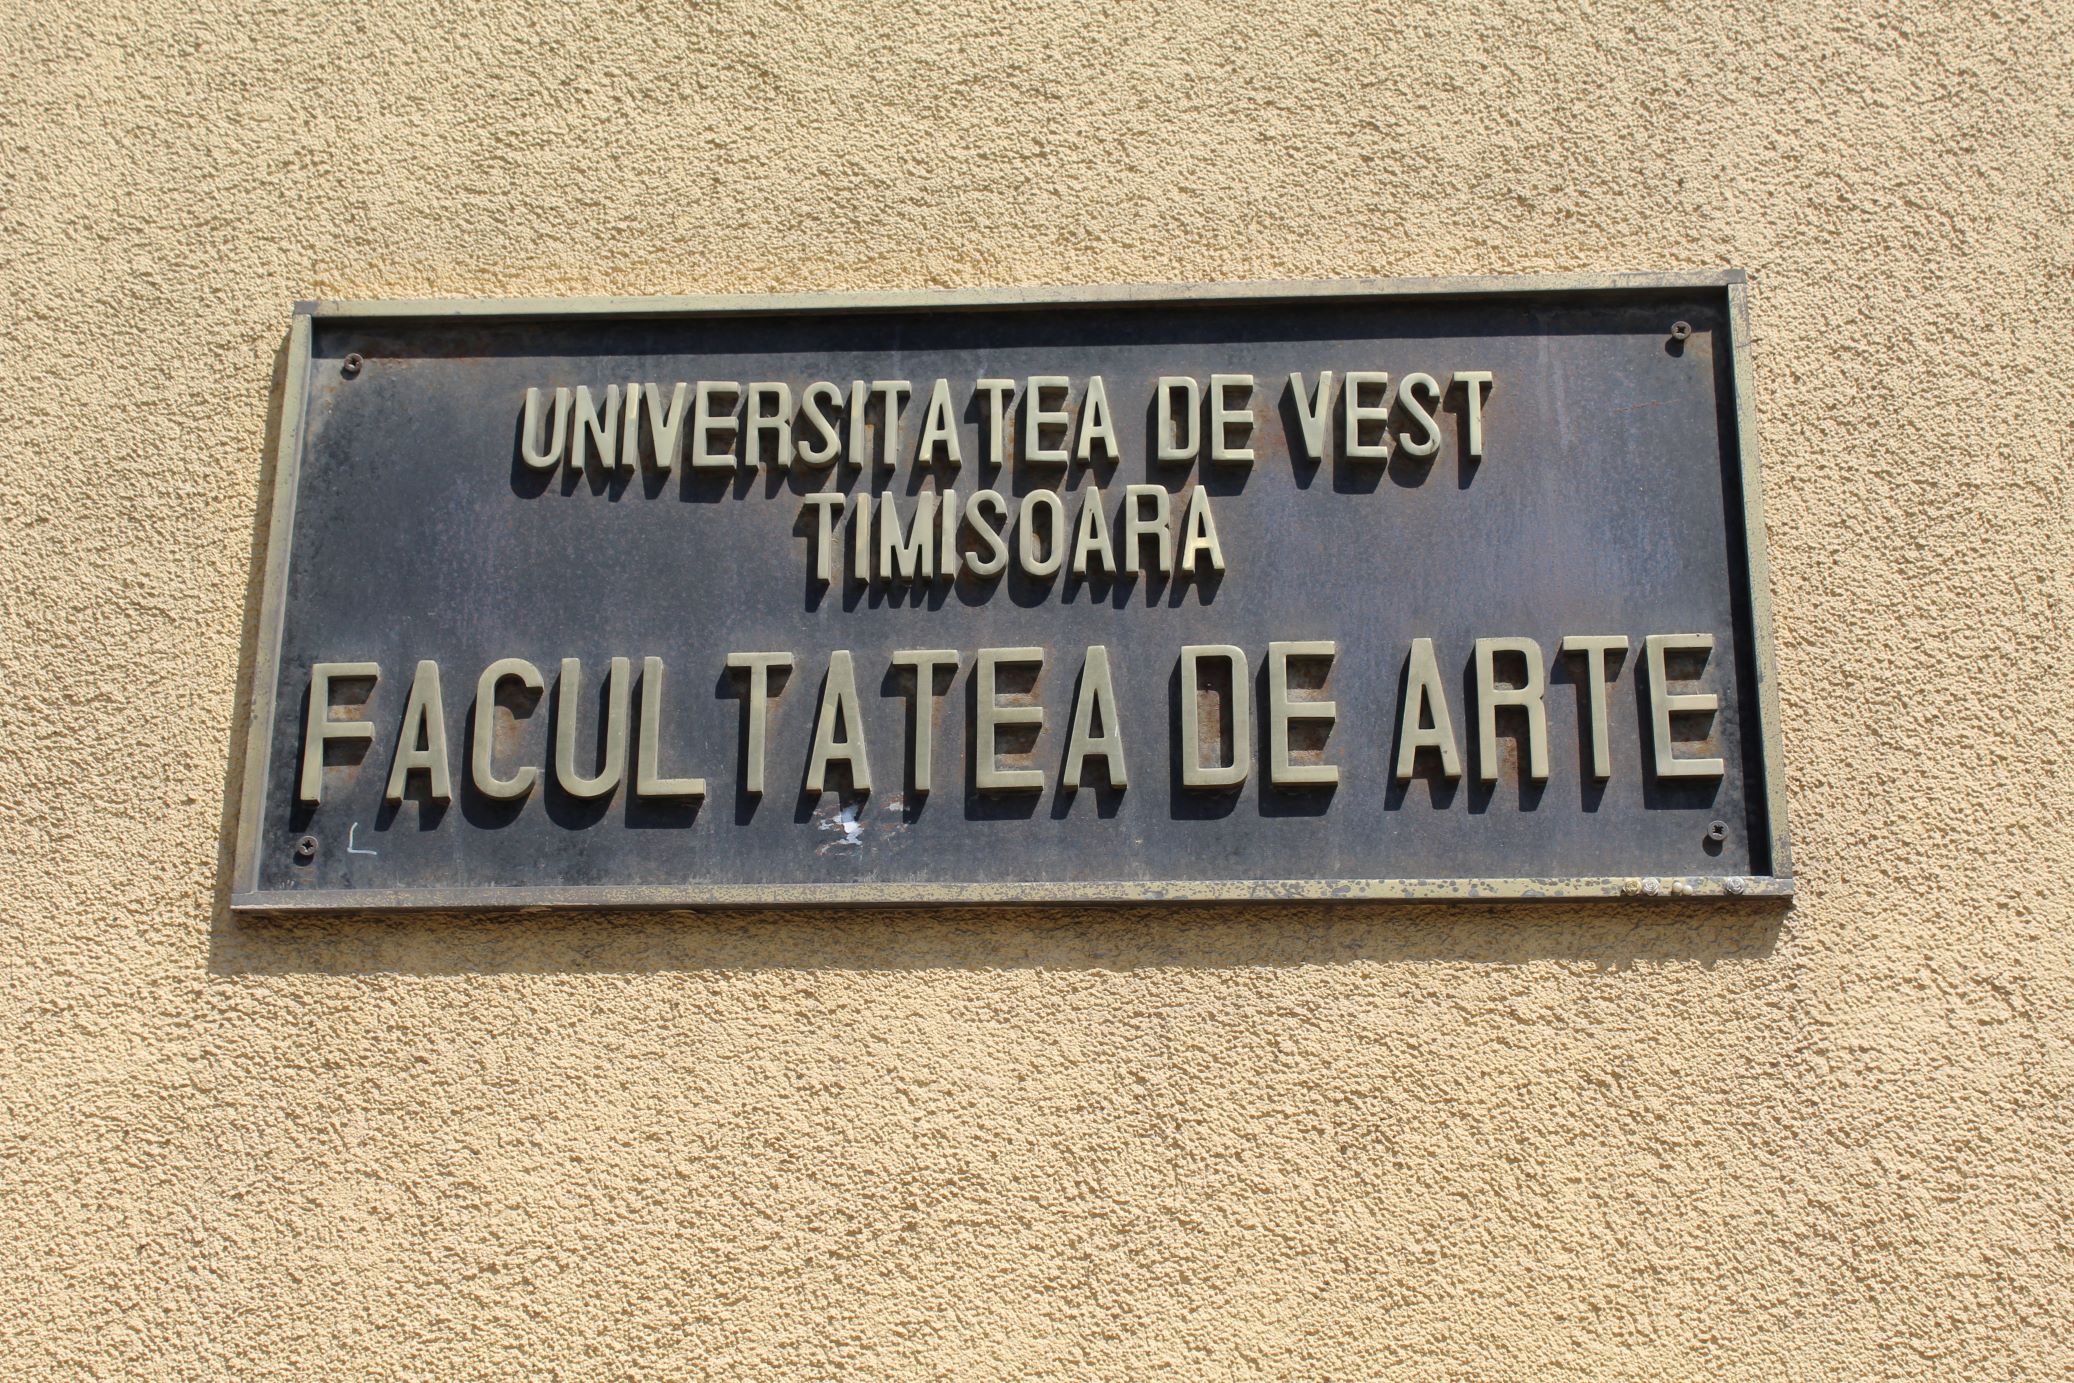 UNIVERSITATEA DE VEST
TIMISOARA
FACULTATEA DE ARTE